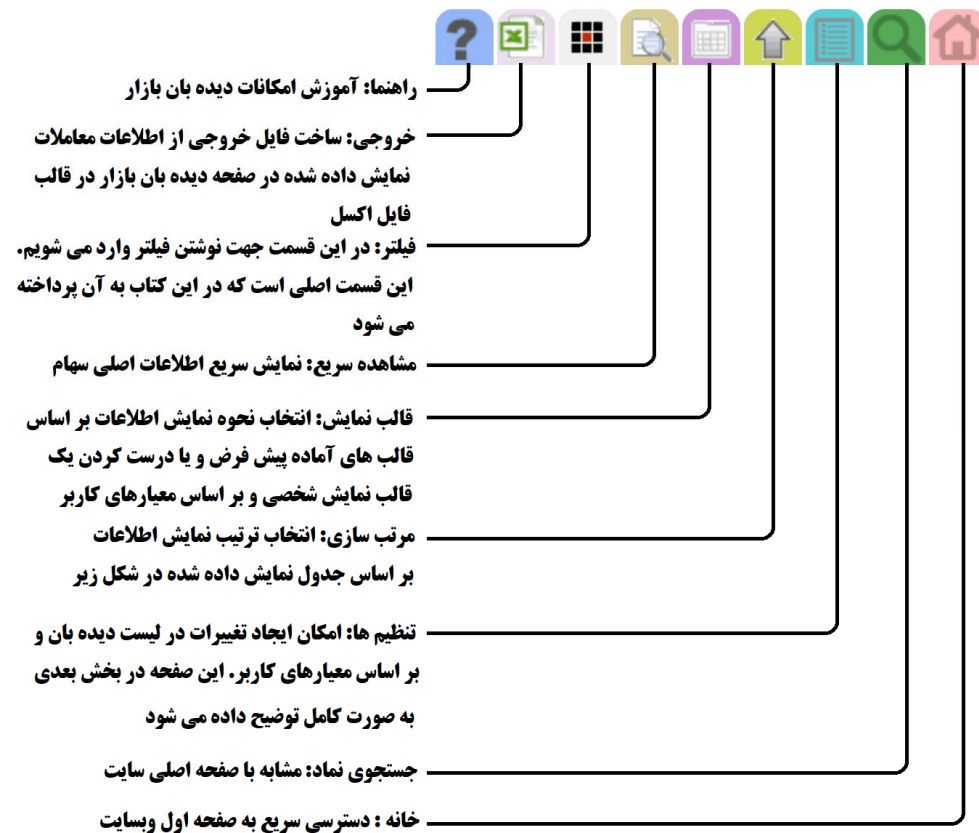 راهنما: آموزش امکانات دیده بان بازار
خروجی: ساخت فایل خروجی از اطلاعات معاملات
نمایش داده شده در صفحه دیده بان بازار در قالب
فایل اکسل
فیلتر: در این قسمت جهت نوشتن فیلتر وارد می شویم.
این قسمت اصلی است که در این کتاب به آن پرداخته
می شود
مشاهده سریع: نمایش سریع اطلاعات اصلی سهام
قالب نمایش: انتخاب نحوه نمایش اطلاعات بر اساس
قالب های آماده پیش فرض و یا درست کردن یک
قالب نمایش شخصی و بر اساس معیارهای کاربر
مرتب سازی: انتخاب ترتیب نمایش اطلاعات
بر اساس جدول نمایش داده شده در شکل زیر
تنظیم ها: امکان ایجاد تغییرات در لیست دیده بان و
بر اساس معیارهای کاربر. این صفحه در بخش بعدی
به صورت کامل توضیح داده می شود
جستجوی نماد: مشابه با صفحه اصلی سایت
خانه : دسترسی سریع به صفحه اول وبسایت